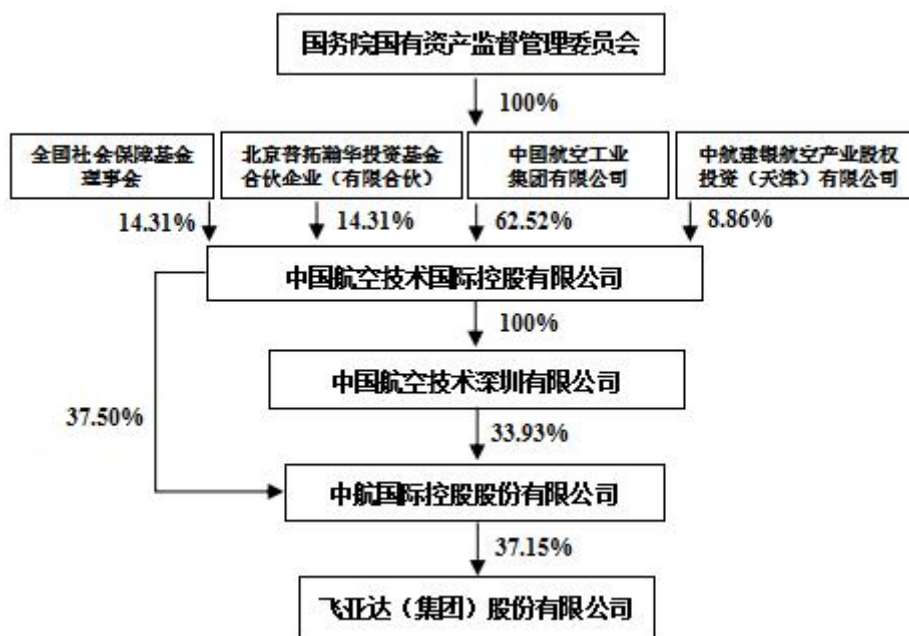 国务院国有资产监督管理委员会
100%
全国社会保障基金
理事会
北京普拓瀚华投资基金
合伙企业（有限合伙）
中国航空工业
集团有限公司
中航建银航空产业股权
投资（天津）有限公司
14.31%
14.31%
62.52%
8.86%
中国航空技术国际控股有限公司
100%
中国航空技术深圳有限公司
37.50%
33.93%
中航国际控股股份有限公司
37.15%
飞亚达（集团）股份有限公司